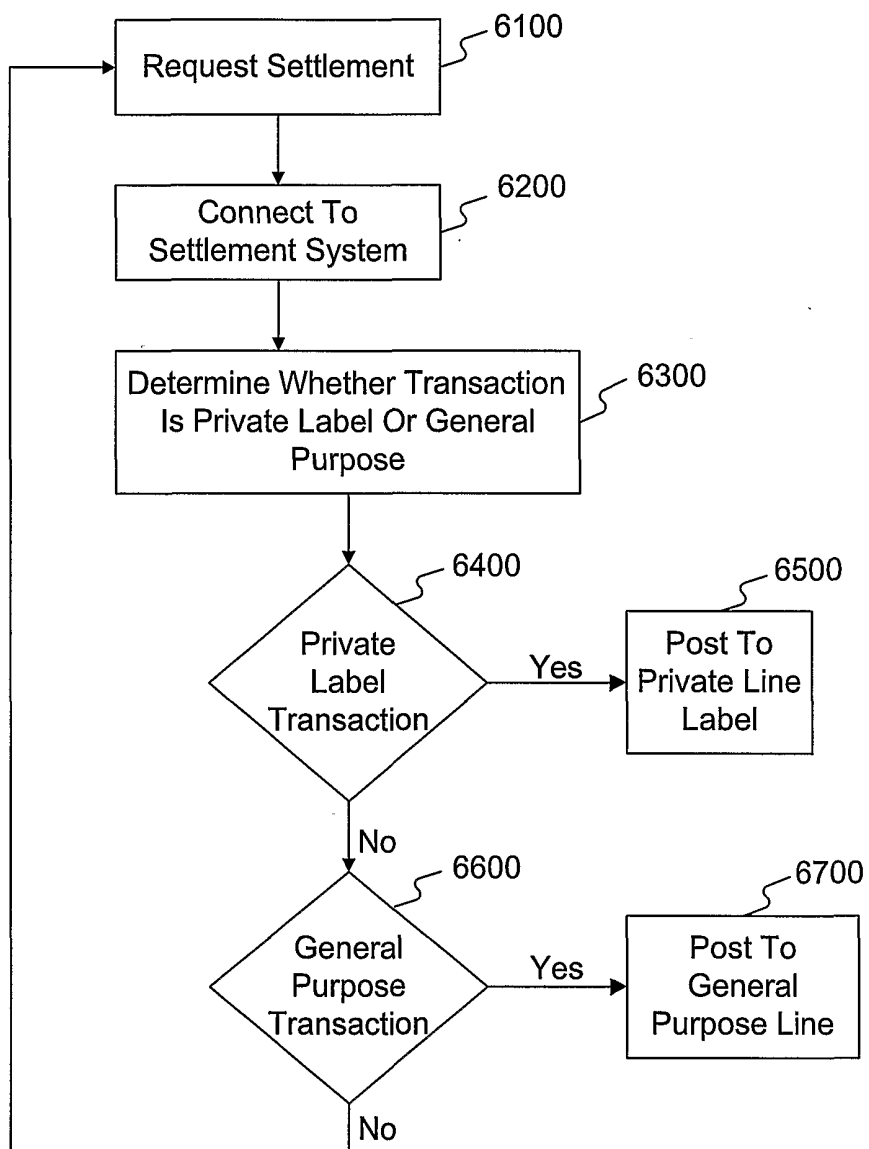 6100
Request Settlement
6200
Connect To
Settlement System
6300
Determine Whether Transaction
Is Private Label Or General
Purpose
6400
Private
Label
Transaction
Yes
6500
Post To
Private Line
Label
No
6600
General
Purpose
Transaction
Yes
6700
Post To
General
Purpose Line
No